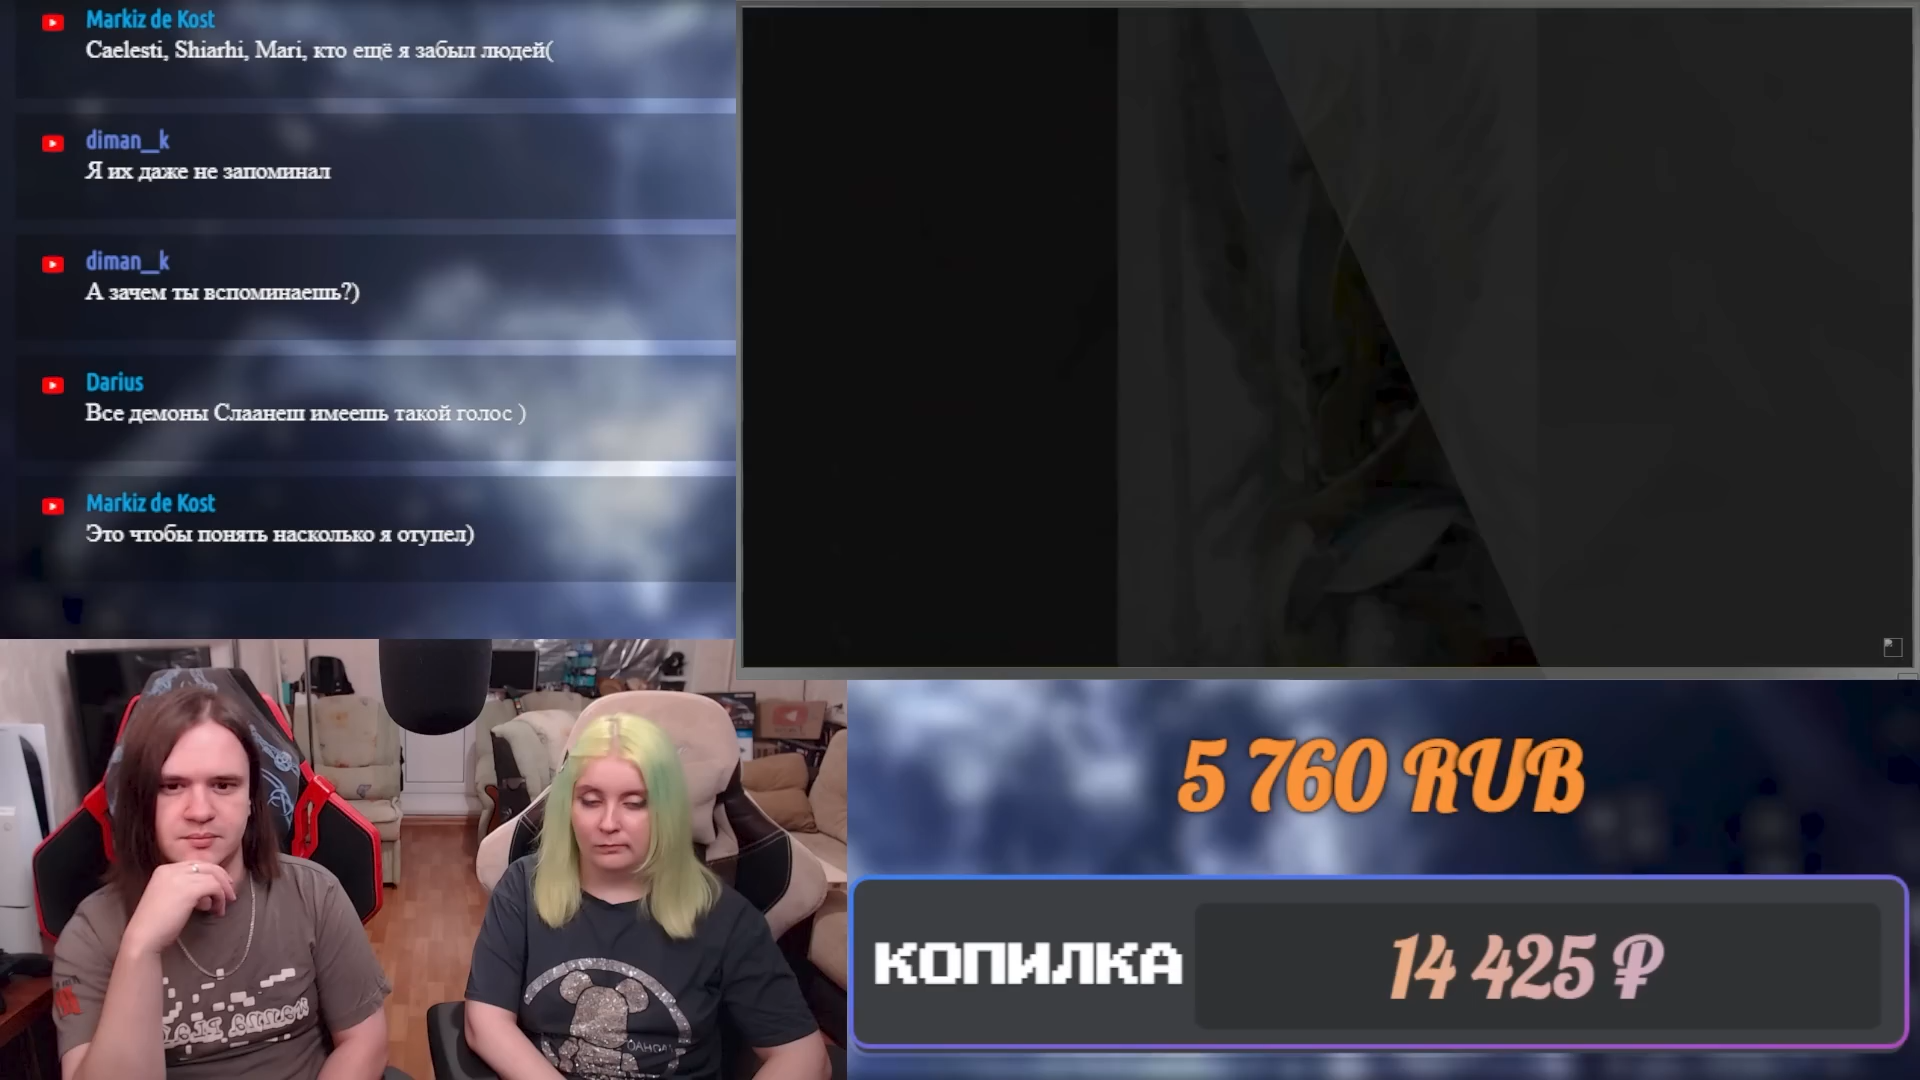 Markiz de Kost
Caelesti, Shiarhi, Mari, кто ещё я забыл людей(
diman__k
Я их даже не запоминал
diman__k
А зачем ты вспоминаешь?)
Darius
Все демоны Слаанеш имеешь такой голос )
Markiz de Kost
Это чтобы понять насколько я отупел)
5 760 RUB
КОПИЛКА
14 425 ₽